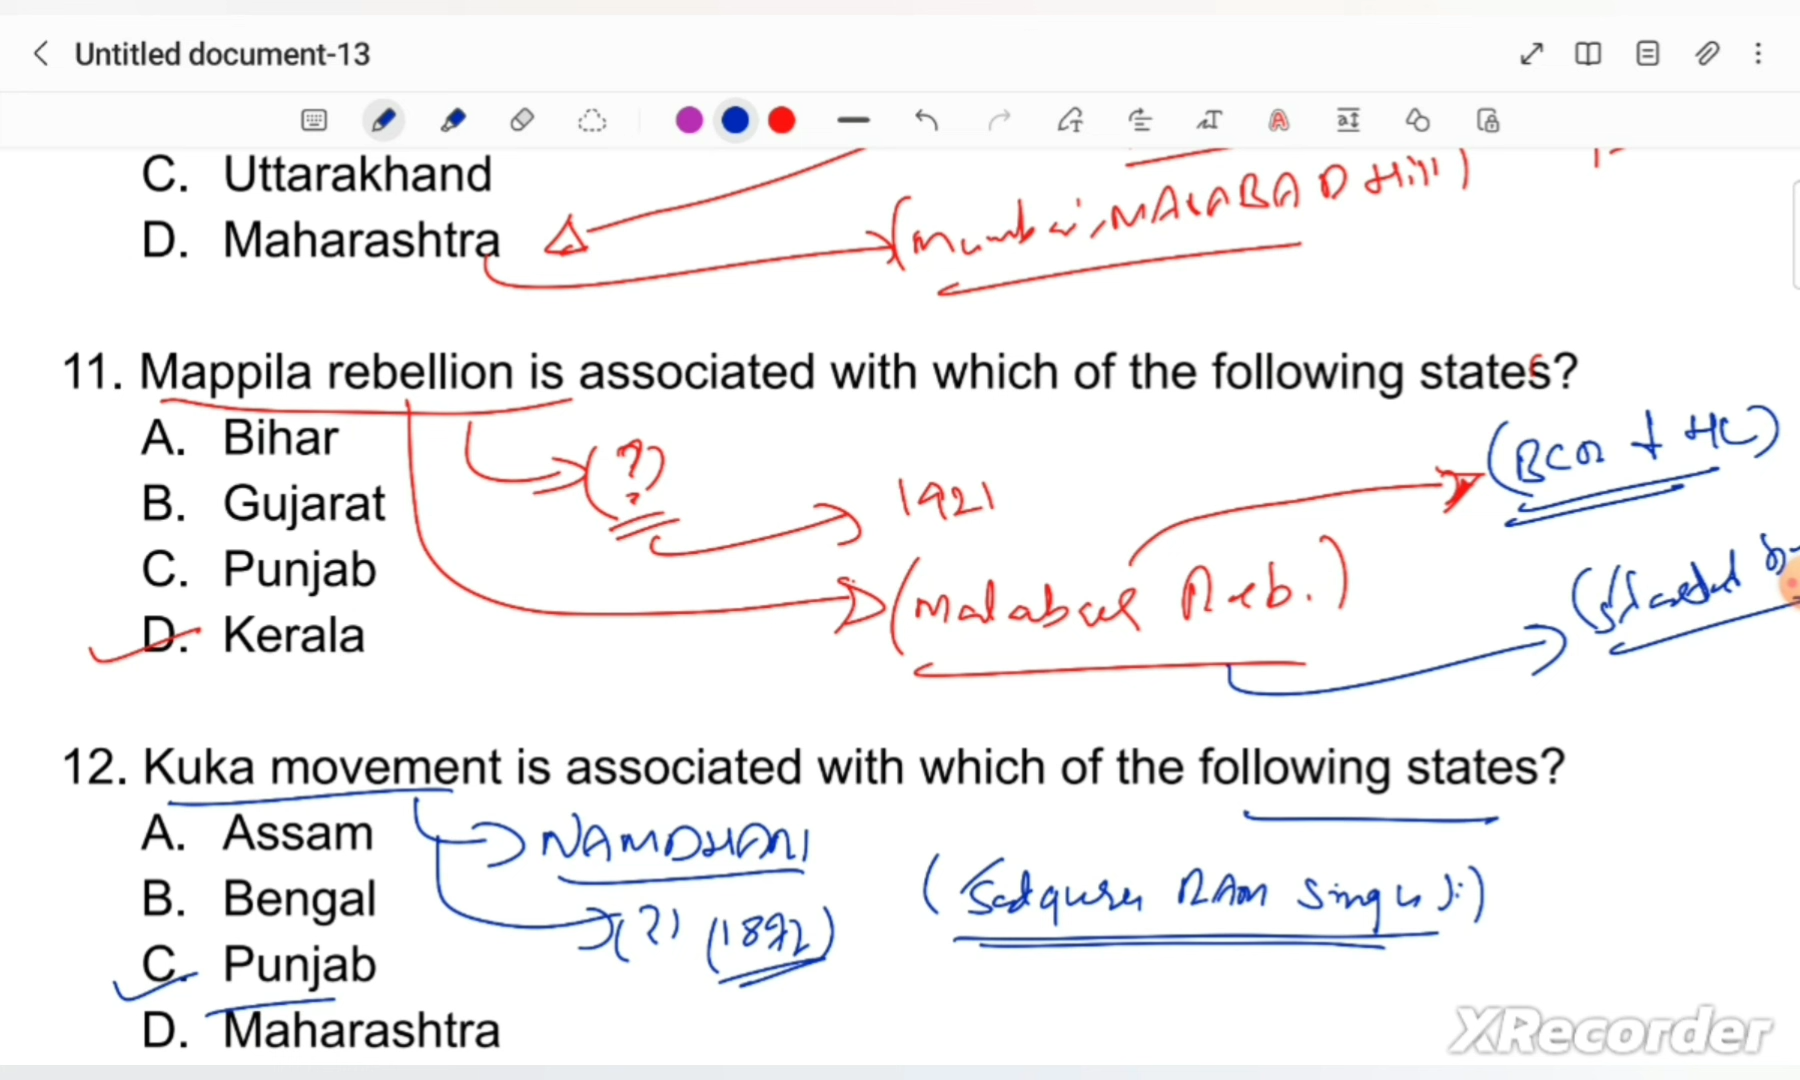 Untitled document-13
C. Uttarakhand
D. Maharashtra
(Mumbai, MALABAD Hill)
11. Mappila rebellion is associated with which of the following states?
A. Bihar
B. Gujarat
C. Punjab
D. Kerala
(?)
1921
(Malabar Reb.)
12. Kuka movement is associated with which of the following states?
A. Assam
B. Bengal
C. Punjab
D. Maharashtra
NAMDHARI
(?) (1872)
(Satguru RAM Singh Ji)
XRecorder